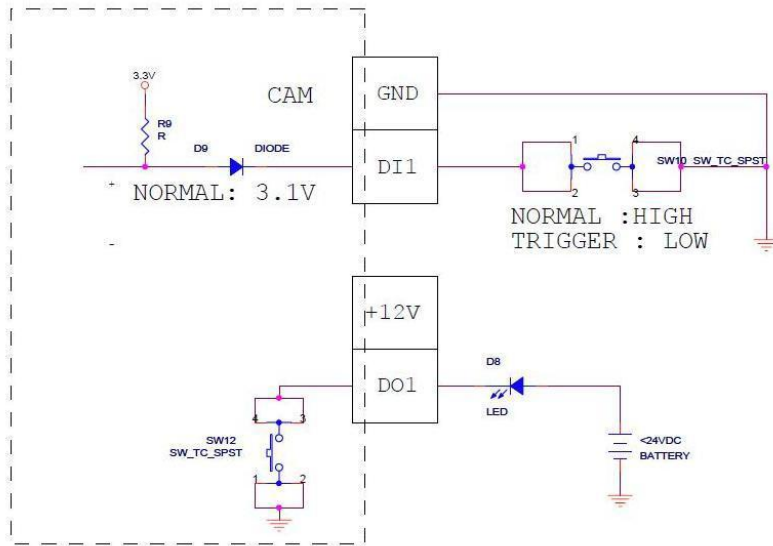 3.3V
R9
R
CAM
GND
D9
DIODE
DI1
NORMAL: 3.1V
+
-
1
4
SW10 SW_TC_SPST
2
3
NORMAL :HIGH
TRIGGER : LOW
+12V
DO1
D8
LED
4
3
SW12
SW_TC_SPST
1
2
<24VDC
BATTERY